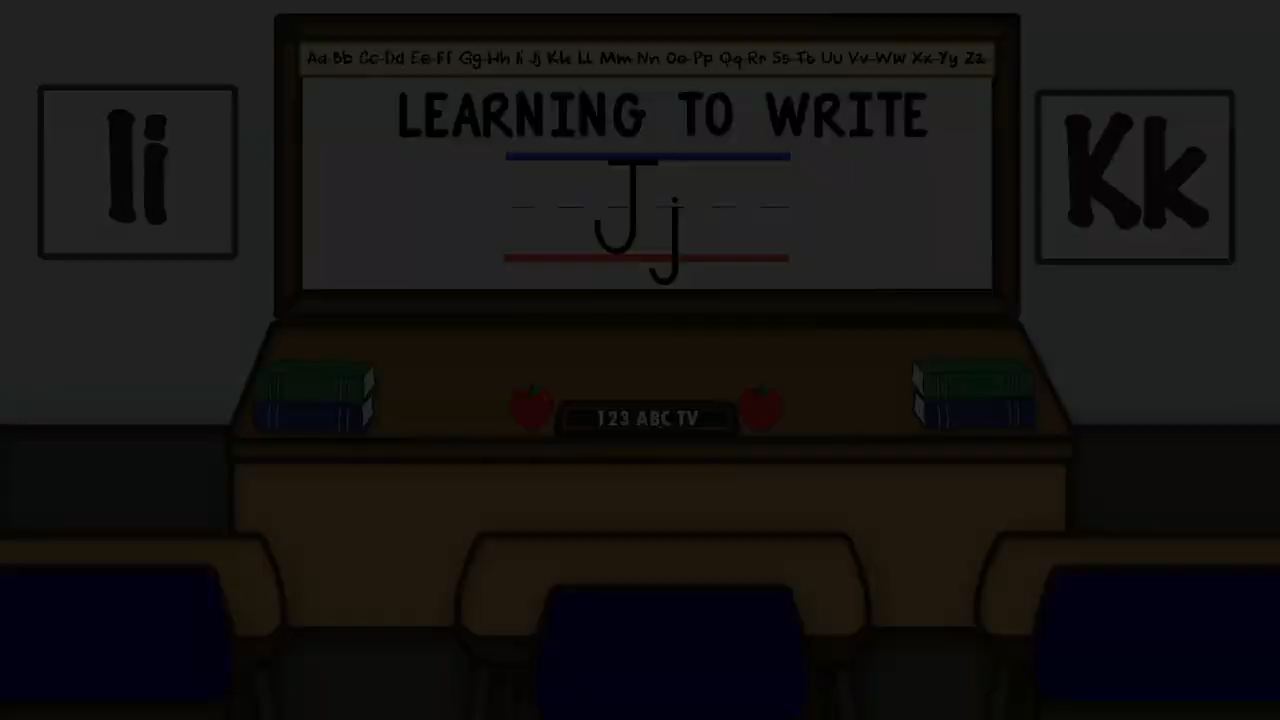 Aa Bb Cc Dd Ee Ff Gg Hh Ii Jj Kk Ll Mm Nn Oo Pp Qq Rr Ss Tt Uu Vv Ww Xx Yy Zz
LEARNING TO WRITE
Ii
Jj
Kk
123 ABC TV